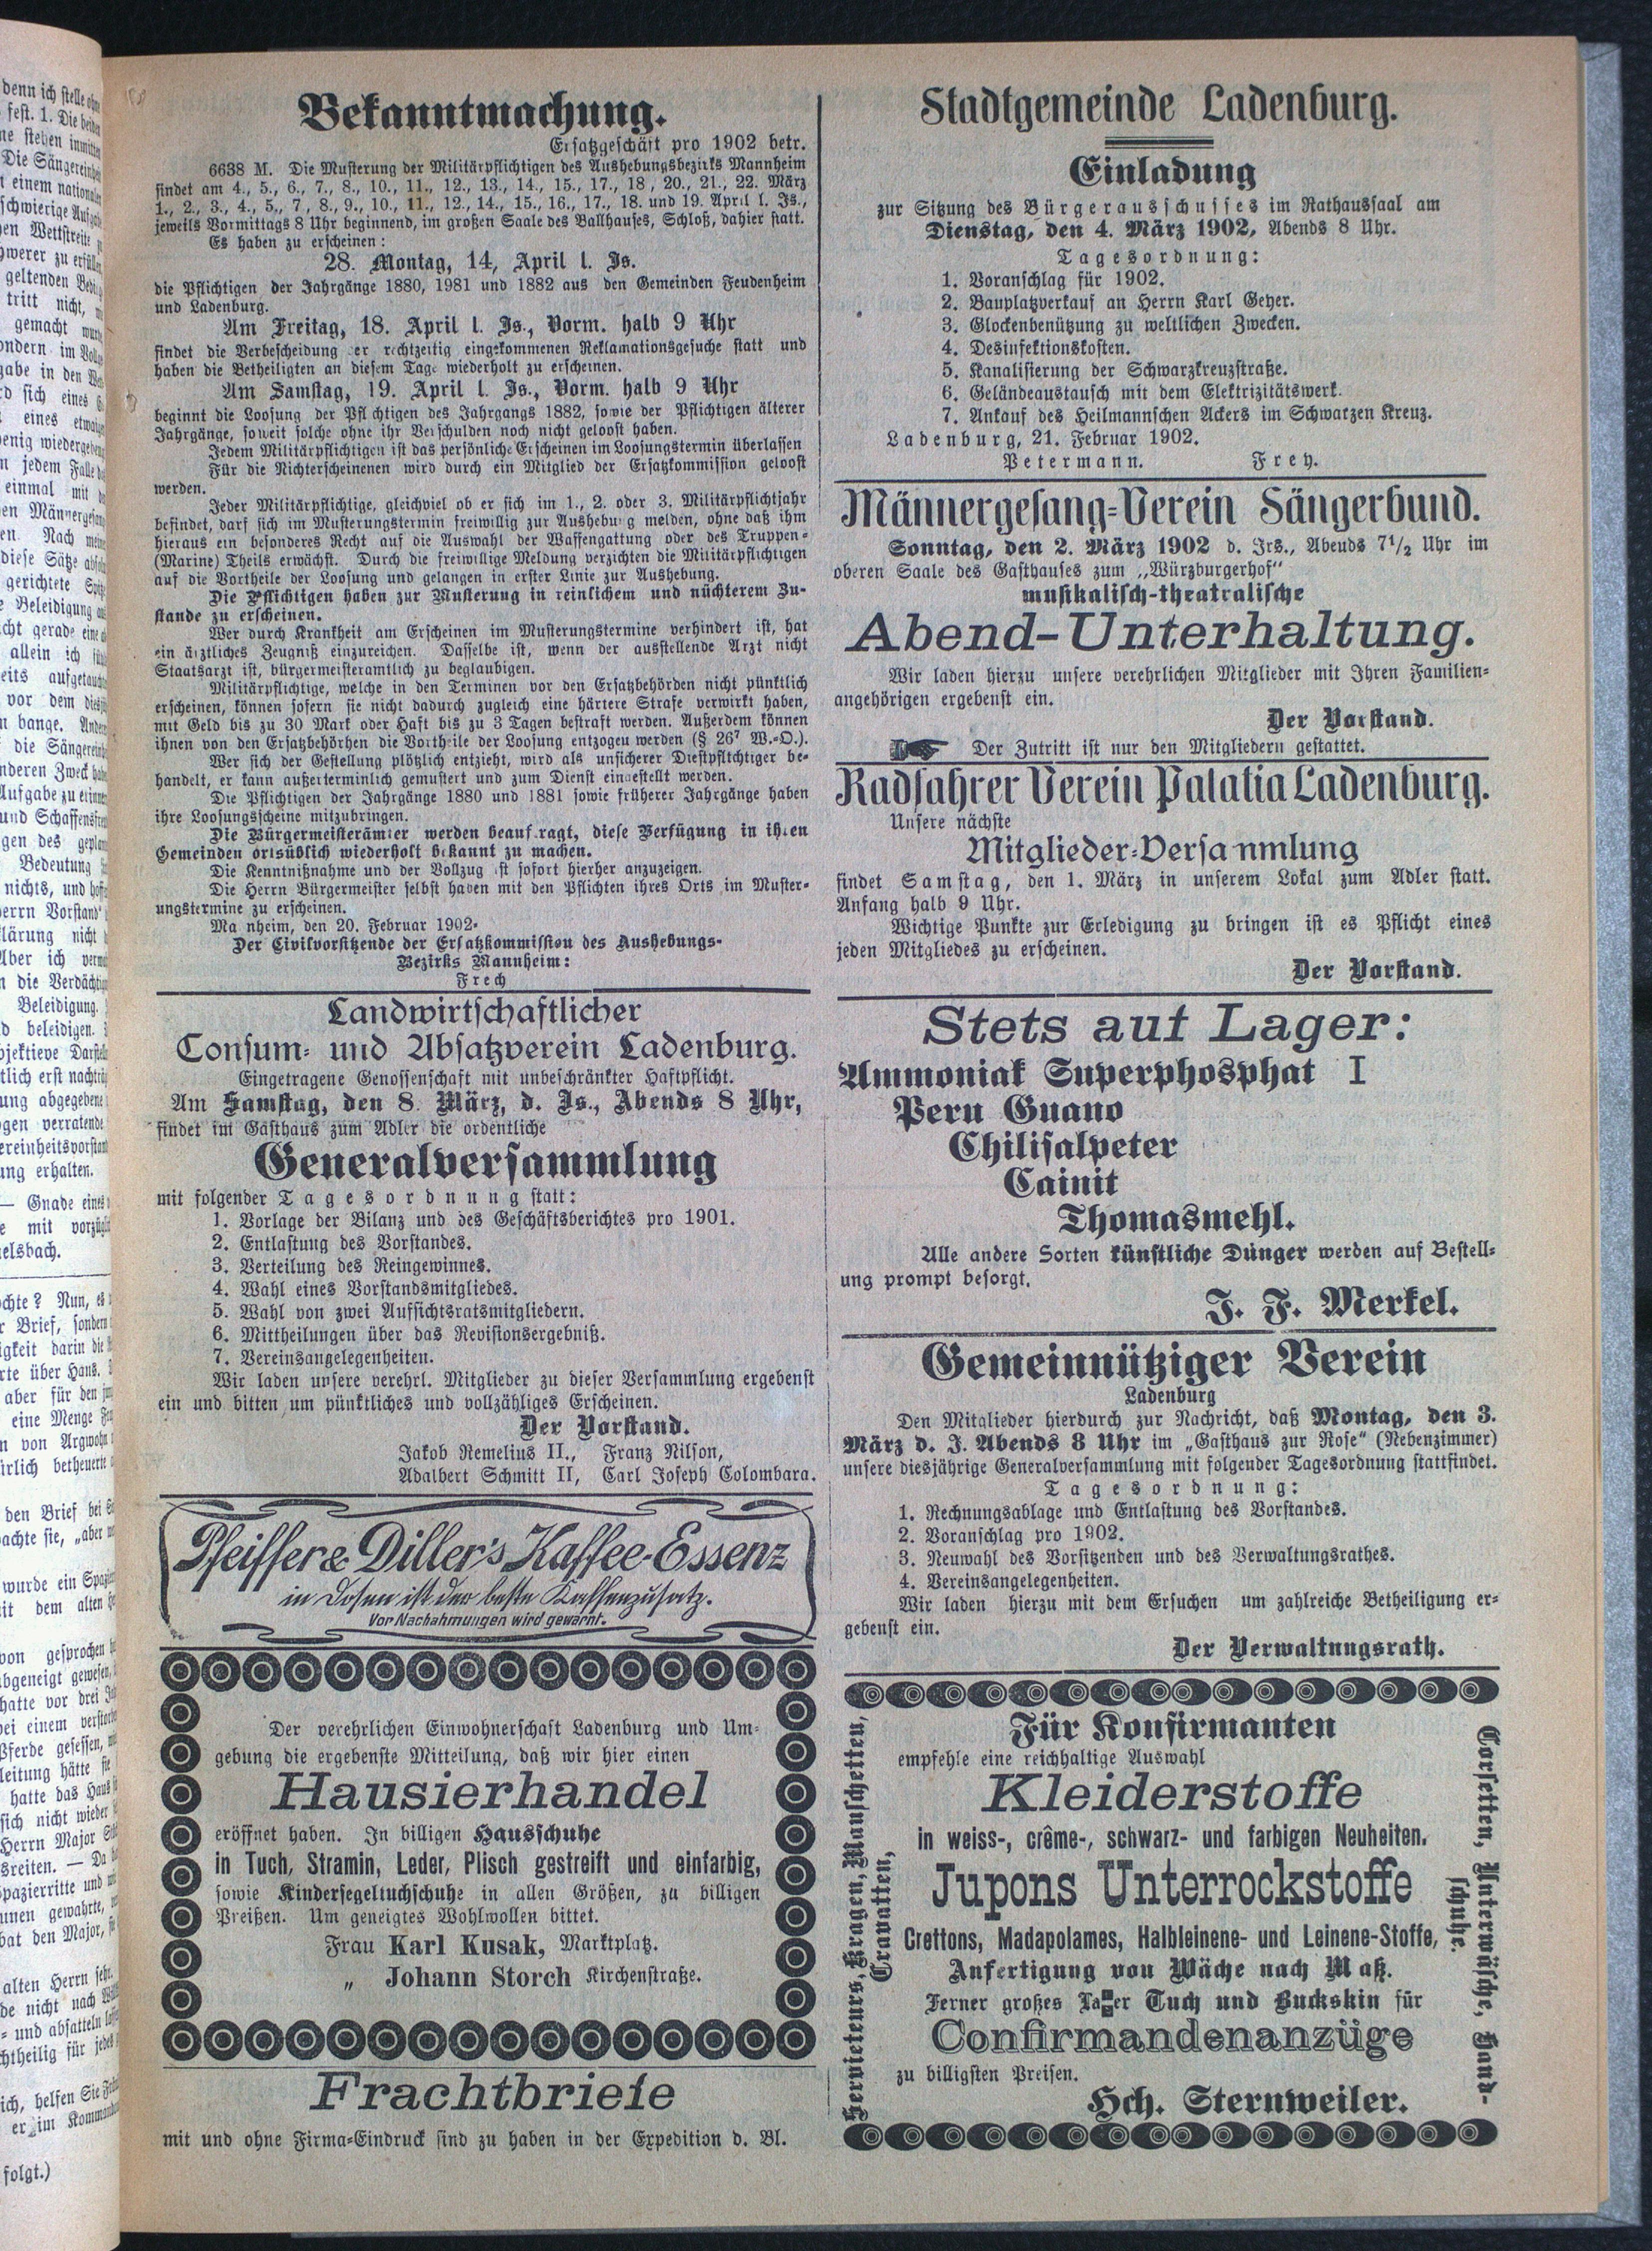 Bekanntmachung.
Ersatzgeschäft pro 1902 betr.
6638 M. Die Musterung der Militärpflichtigen des Aushebungsbezirks Mannheim
findet am 4., 5., 6., 7., 8., 10., 11., 12., 13., 14., 15., 17., 18, 20., 21., 22. März
1., 2., 3., 4., 5., 7, 8., 9., 10., 11., 12., 14., 15., 16., 17., 18. und 19. April l. Js.,
jeweils Vormittags 8 Uhr beginnend, im großen Saale des Ballhauses, Schloß, dahier statt.
Es haben zu erscheinen:
28. Montag, 14, April l. Js.
die Pflichtigen der Jahrgänge 1880, 1981 und 1882 aus den Gemeinden Feudenheim
und Ladenburg.
Am Freitag, 18. April l. Js., Vorm. halb 9 Uhr
findet die Verbescheidung er rechtzeitig eingekommenen Reklamationsgesuche statt und
haben die Betheiligten an diesem Tage wiederholt zu erscheinen.
Am Samstag, 19. April l. Js., Vorm. halb 9 Uhr
beginnt die Loosung der Pfl chtigen des Jahrgangs 1882, sowie der Pflichtigen älterer
Jahrgänge, soweit solche ohne ihr Verschulden noch nicht geloost haben.
Jedem Militärpflichtigen ist das persönliche Erscheinen im Loosungstermin überlassen
Für die Nichterscheinenen wird durch ein Mitglied der Ersatzkommission geloost
werden.
Jeder Militärpflichtige, gleichviel ob er sich im 1., 2. oder 3. Militärpflichtjahr
befindet, darf sich im Musterungstermin freiwillig zur Aushebu g melden, ohne daß ihm
hieraus ein besonderes Recht auf die Auswahl der Waffengattung oder des Truppen-
(Marine) Theils erwächst. Durch die freiwillige Meldung verzichten die Militärpflichtigen
auf die Vortheile der Loosung und gelangen in erster Linie zur Aushebung.
Die Pflichtigen haben zur Musterung in reinlichem und nüchterem Zu-
stande zu erscheinen.
Wer durch Krankheit am Erscheinen im Musterungstermine verhindert ist, hat
ein ärztliches Zeugniß einzureichen. Dasselbe ist, wenn der ausstellende Arzt nicht
Staatsarzt ist, bürgermeisteramtlich zu beglaubigen.
Militärpflichtige, welche in den Terminen vor den Ersatzbehörden nicht pünktlich
erscheinen, können sofern sie nicht dadurch zugleich eine härtere Strafe verwirkt haben,
mit Geld bis zu 30 Mark oder Haft bis zu 3 Tagen bestraft werden. Außerdem können
ihnen von den Ersatzbehörhen die Vortheile der Loosung entzogeu werden (§ 26⁷ W.-O.).
Wer sich der Gestellung plötzlich entzieht, wird als unsicherer Diestpflichtiger be-
handelt, er kann außerterminlich gemustert und zum Dienst eingestellt werden.
Die Pflichtigen der Jahrgänge 1880 und 1881 sowie früherer Jahrgänge haben
ihre Loosungsscheine mitzubringen.
Die Bürgermeisterämter werden beauf ragt, diese Verfügung in ihren
Gemeinden ortsüblich wiederholt bekannt zu machen.
Die Kenntnißnahme und der Vollzug ist sofort hierher anzuzeigen.
Die Herrn Bürgermeister selbst haben mit den Pflichten ihres Orts im Muster-
ungstermine zu erscheinen.
Ma nheim, den 20. Februar 1902.
Der Civilvorsitzende der Ersatzkommission des Aushebungs-
Bezirks Mannheim:
Frech
Landwirtschaftlicher
Consum- und Absatzverein Ladenburg.
Eingetragene Genossenschaft mit unbeschränkter Haftpflicht.
Am Samstag, den 8. März, d. Js., Abends 8 Uhr,
findet im Gasthaus zum Adler die ordentliche
Generalversammlung
mit folgender Tagesordnnung statt:
1. Vorlage der Bilanz und des Geschäftsberichtes pro 1901.
2. Entlastung des Vorstandes.
3. Verteilung des Reingewinnes.
4. Wahl eines Vorstandsmitgliedes.
5. Wahl von zwei Aufsichtsratsmitgliedern.
6. Mittheilungen über das Revisionsergebniß.
7. Vereinsangelegenheiten.
Wir laden unsere verehrl. Mitglieder zu dieser Versammlung ergebenst
ein und bitten um pünktliches und vollzähliges Erscheinen.
Der Vorstand.
Jakob Remelius II., Franz Nilson,
Adalbert Schmitt II, Carl Joseph Colombara.
Pfeiffer & Diller's Kaffee-Essenz
in Dosen ist der beste Kaffeezusatz.
Vor Nachahmungen wird gewarnt.
Der verehrlichen Einwohnerschaft Ladenburg und Um-
gebung die ergebenste Mitteilung, daß wir hier einen
Hausierhandel
eröffnet haben. In billigen Hausschuhe
in Tuch, Stramin, Leder, Plisch gestreift und einfarbig,
sowie Kindersegeltuchschuhe in allen Größen, zu billigen
Preißen. Um geneigtes Wohlwollen bittet.
Frau Karl Kusak, Marktplatz.
„ Johann Storch Kirchenstraße.
Frachtbriefe
mit und ohne Firma-Eindruck sind zu haben in der Expedition d. Bl.
Stadtgemeinde Ladenburg.
Einladung
zur Sitzung des Bürgerausschusses im Rathaussaal am
Dienstag, den 4. März 1902, Abends 8 Uhr.
Tagesordnung:
1. Voranschlag für 1902.
2. Bauplatzverkauf an Herrn Karl Geyer.
3. Glockenbenützung zu weltlichen Zwecken.
4. Desinfektionskosten.
5. Kanalisierung der Schwarzkreuzstraße.
6. Geländeaustausch mit dem Elektrizitätswerk.
7. Ankauf des Heilmannschen Ackers im Schwarzen Kreuz.
Ladenburg, 21. Februar 1902.
Petermann. Frey.
Männergesang-Verein Sängerbund.
Sonntag, den 2. März 1902 d. Jrs., Abends 7½ Uhr im
oberen Saale des Gasthauses zum „Würzburgerhof"
musikalisch-theatralische
Abend-Unterhaltung.
Wir laden hierzu unsere verehrlichen Mitglieder mit Ihren Familien-
angehörigen ergebenst ein.
Der Vorstand.
Der Zutritt ist nur den Mitgliedern gestattet.
Radfahrer Verein Palatia Ladenburg.
Unsere nächste
Mitglieder-Versa nmlung
findet Samstag, den 1. März in unserem Lokal zum Adler statt.
Anfang halb 9 Uhr.
Wichtige Punkte zur Erledigung zu bringen ist es Pflicht eines
jeden Mitgliedes zu erscheinen.
Der Vorstand.
Stets auf Lager:
Ammoniak Superphosphat I
Peru Guano
Chilisalpeter
Cainit
Thomasmehl.
Alle andere Sorten künstliche Dünger werden auf Bestell-
ung prompt besorgt.
J. F. Merkel.
Gemeinnütziger Verein
Ladenburg
Den Mitglieder hierdurch zur Nachricht, daß Montag, den 3.
März d. J. Abends 8 Uhr im „Gasthaus zur Rose" (Nebenzimmer)
unsere diesjährige Generalversammlung mit folgender Tagesordnung stattfindet.
Tagesordnung:
1. Rechnungsablage und Entlastung des Vorstandes.
2. Voranschlag pro 1902.
3. Neuwahl des Vorsitzenden und des Verwaltungsrathes.
4. Vereinsangelegenheiten.
Wir laden hierzu mit dem Ersuchen um zahlreiche Betheiligung er-
gebenst ein.
Der Verwaltnngsrath.
Servieteurs, Kragen, Mauschetten,
Cravatten,
Für Konfirmanten
empfehle eine reichhaltige Auswahl
Kleiderstoffe
in weiss-, crême-, schwarz- und farbigen Neuheiten.
Jupons Unterrockstoffe
Crettons, Madapolames, Halbleinene- und Leinene-Stoffe,
Anfertigung von Wäche nach Maß.
Ferner großes Lager Tuch und Buckskin für
Confirmandenanzüge
zu billigsten Preisen.
Hch. Sternweiler.
Corsetten, Unterwäsche, Hand-
schuhe.